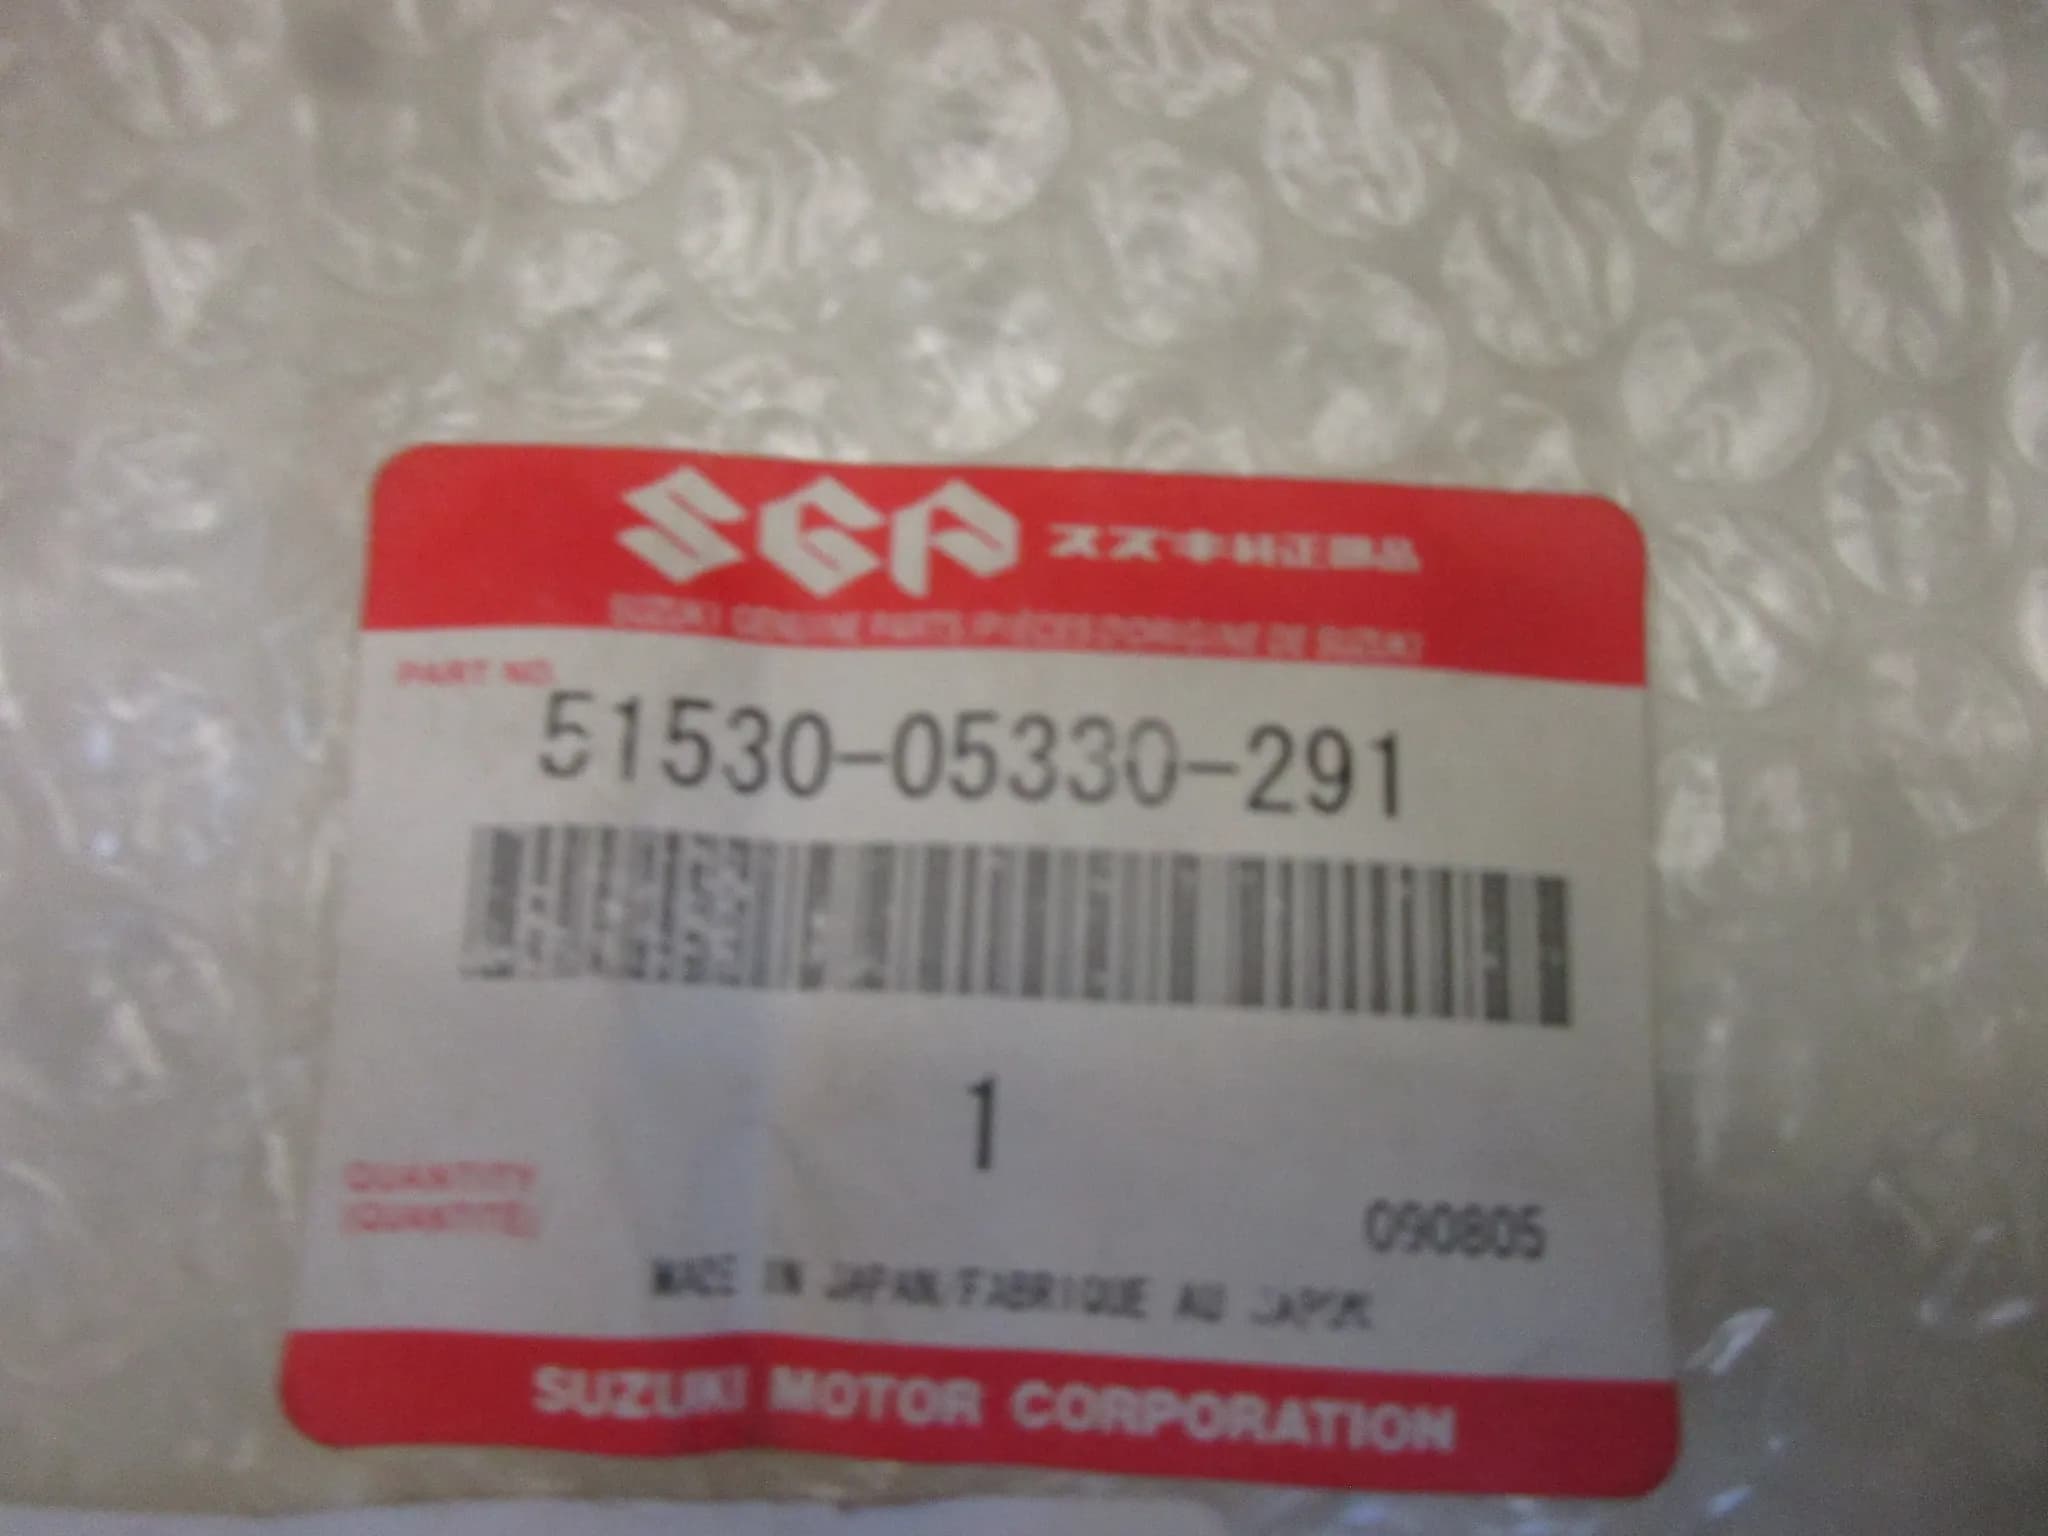 SGP スズキ純正部品
SUZUKI GENUINE PARTS/PIÈCES D'ORIGINE DE SUZUKI
PART NO.
51530-05330-291
1
QUANTITY
(QUANTITÉ)
090805
MADE IN JAPAN/FABRIQUE AU JAPON
SUZUKI MOTOR CORPORATION